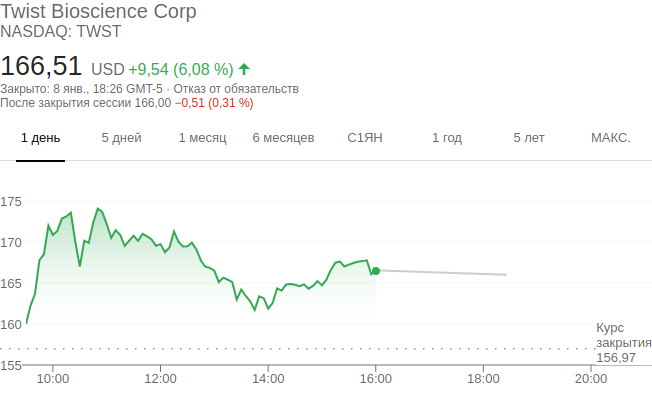 Twist Bioscience Corp
NASDAQ: TWST
166,51 USD +9,54 (6,08 %)
Закрыто: 8 янв., 18:26 GMT-5 · Отказ от обязательств
После закрытия сессии 166,00 −0,51 (0,31 %)
1 день 5 дней 1 месяц 6 месяцев С1ЯН 1 год 5 лет МАКС.
175
170
165
160
Курс
закрытия
156,97
155
10:00 12:00 14:00 16:00 18:00 20:00